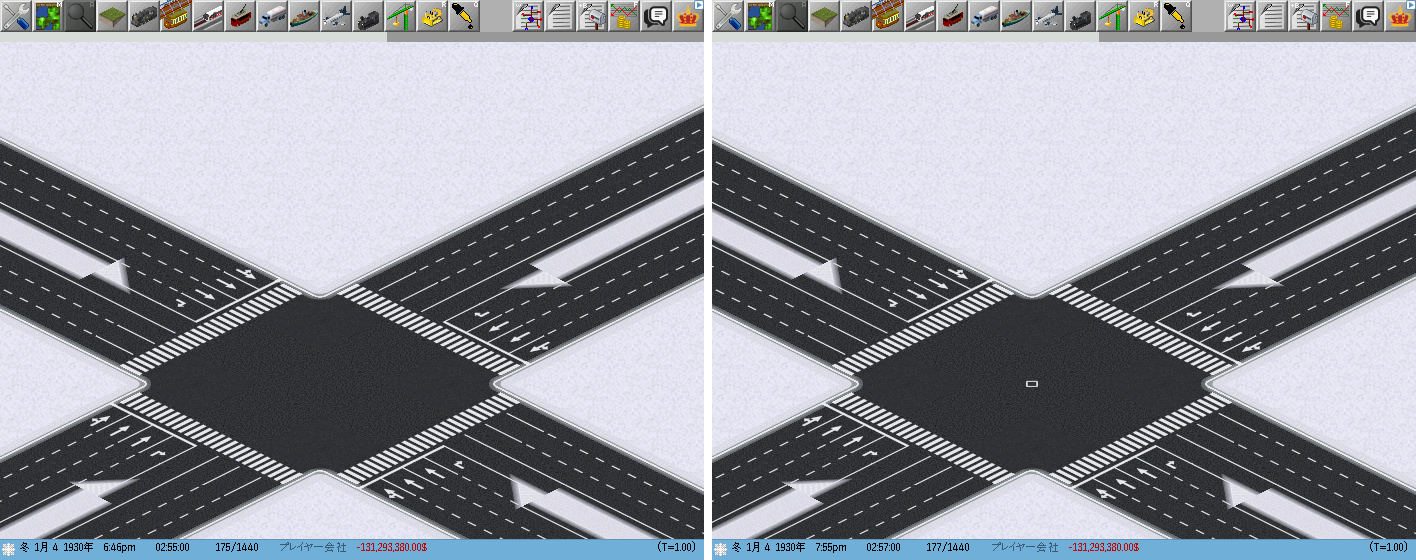 冬 1月 4 1930年 6:46pm 02:55:00 175/1440 プレイヤー会社 -131,293,380.00$ (T=1.00)
冬 1月 4 1930年 7:55pm 02:57:00 177/1440 プレイヤー会社 -131,293,380.00$ (T=1.00)